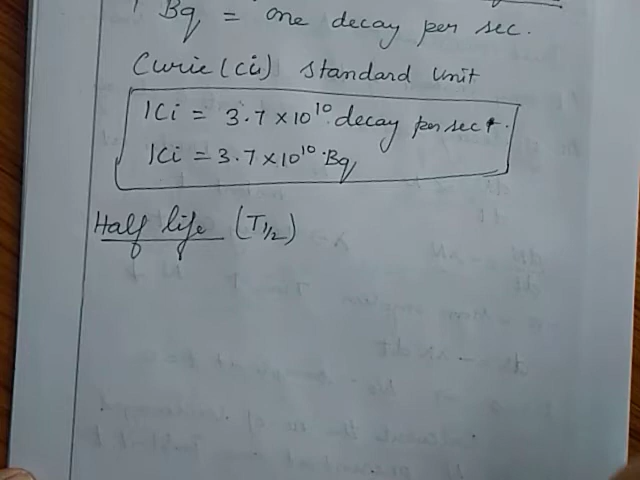 1 Bq = one decay per sec.
Curie (Ci) standard unit
1Ci = 3.7 × 10¹⁰ decay per sec
1Ci = 3.7 × 10¹⁰ Bq
Half life (T1/2)